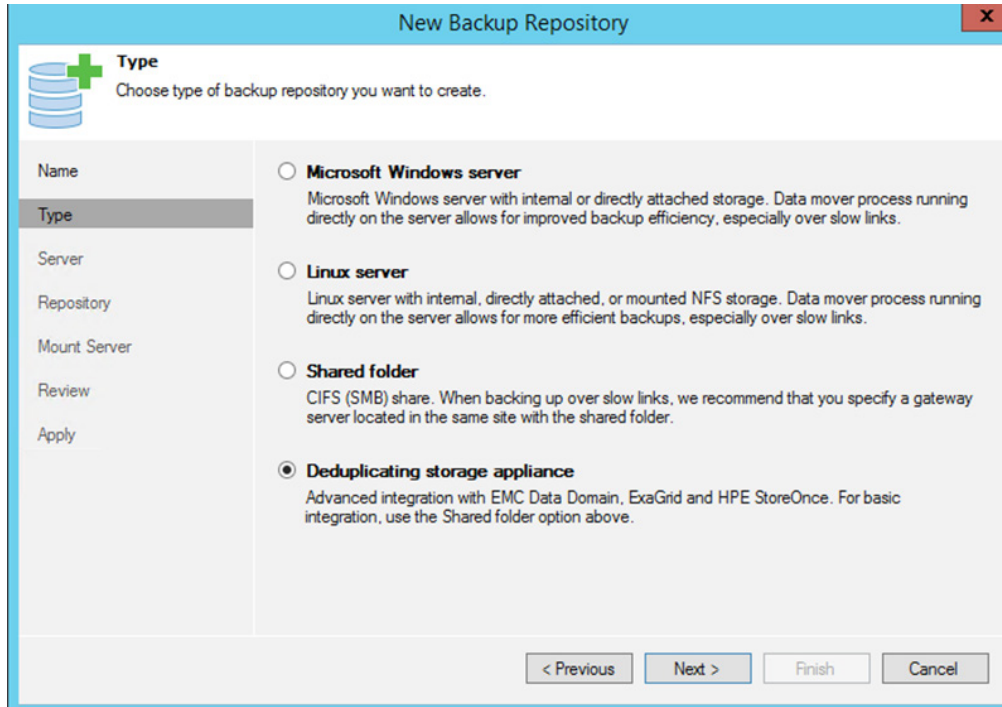 New Backup Repository
x
Type
Choose type of backup repository you want to create.
Name
Type
Server
Repository
Mount Server
Review
Apply
Microsoft Windows server
Microsoft Windows server with internal or directly attached storage. Data mover process running
directly on the server allows for improved backup efficiency, especially over slow links.
Linux server
Linux server with internal, directly attached, or mounted NFS storage. Data mover process running
directly on the server allows for more efficient backups, especially over slow links.
Shared folder
CIFS (SMB) share. When backing up over slow links, we recommend that you specify a gateway
server located in the same site with the shared folder.
Deduplicating storage appliance
Advanced integration with EMC Data Domain, ExaGrid and HPE StoreOnce. For basic
integration, use the Shared folder option above.
< Previous
Next >
Finish
Cancel